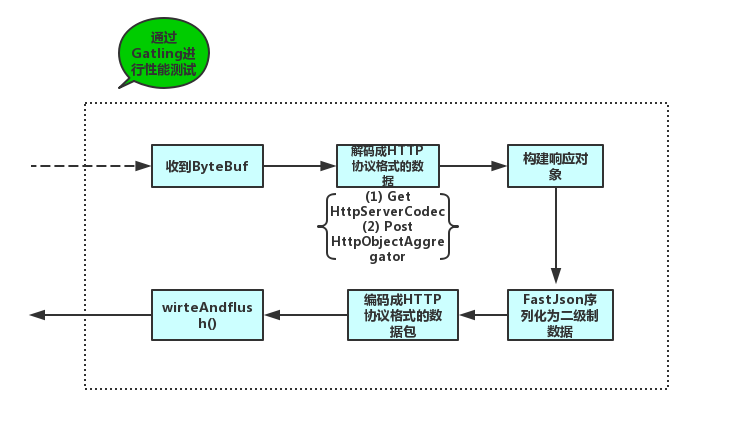 通过
Gatling进
行性能测试
收到ByteBuf
解码成HTTP
协议格式的数
据
构建响应对
象
(1) Get
HttpServerCodec
(2) Post
HttpObjectAggre
gator
wirteAndflus
h()
编码成HTTP
协议格式的数
据包
FastJson序
列化为二级制
数据